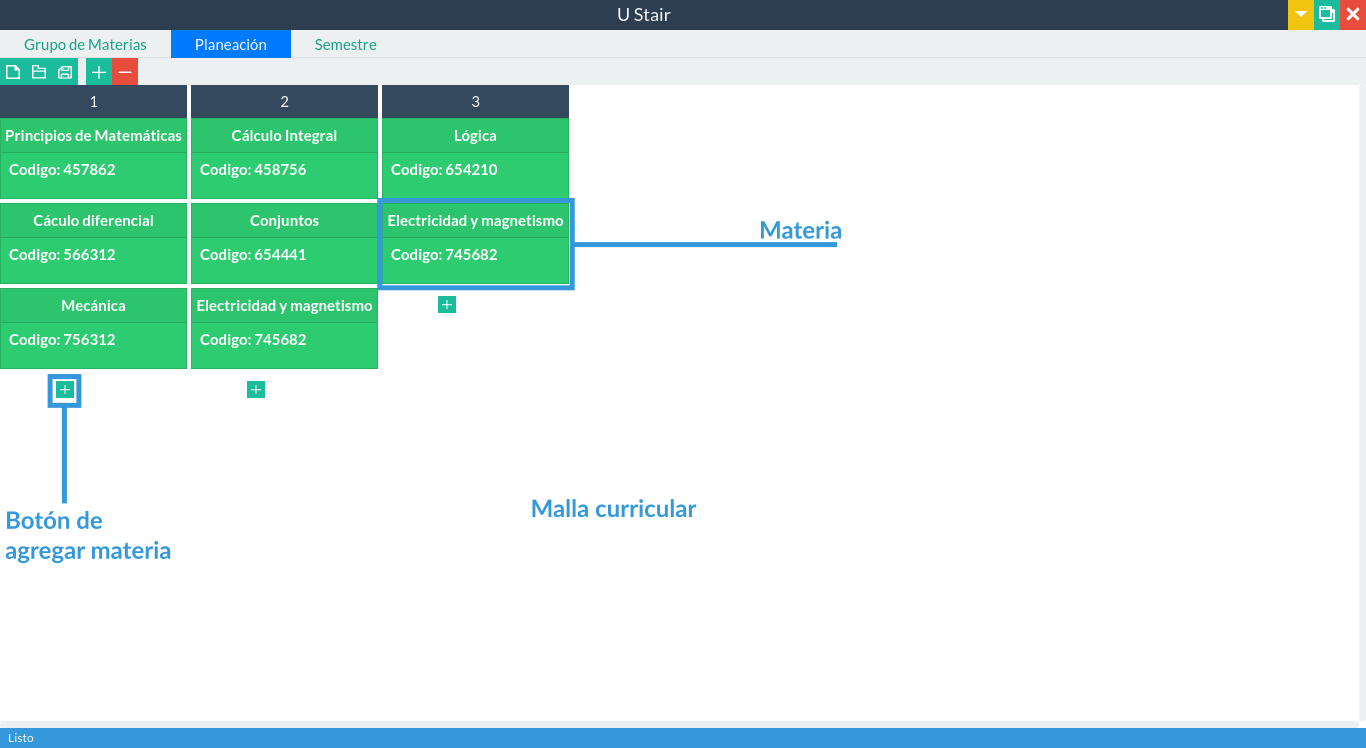 U Stair
Grupo de Materias
Planeación
Semestre
1
2
3
Principios de Matemáticas
Cálculo Integral
Lógica
Codigo: 457862
Codigo: 458756
Codigo: 654210
Cáculo diferencial
Conjuntos
Electricidad y magnetismo
Materia
Codigo: 566312
Codigo: 654441
Codigo: 745682
Mecánica
Electricidad y magnetismo
Codigo: 756312
Codigo: 745682
Botón de
agregar materia
Malla curricular
Listo